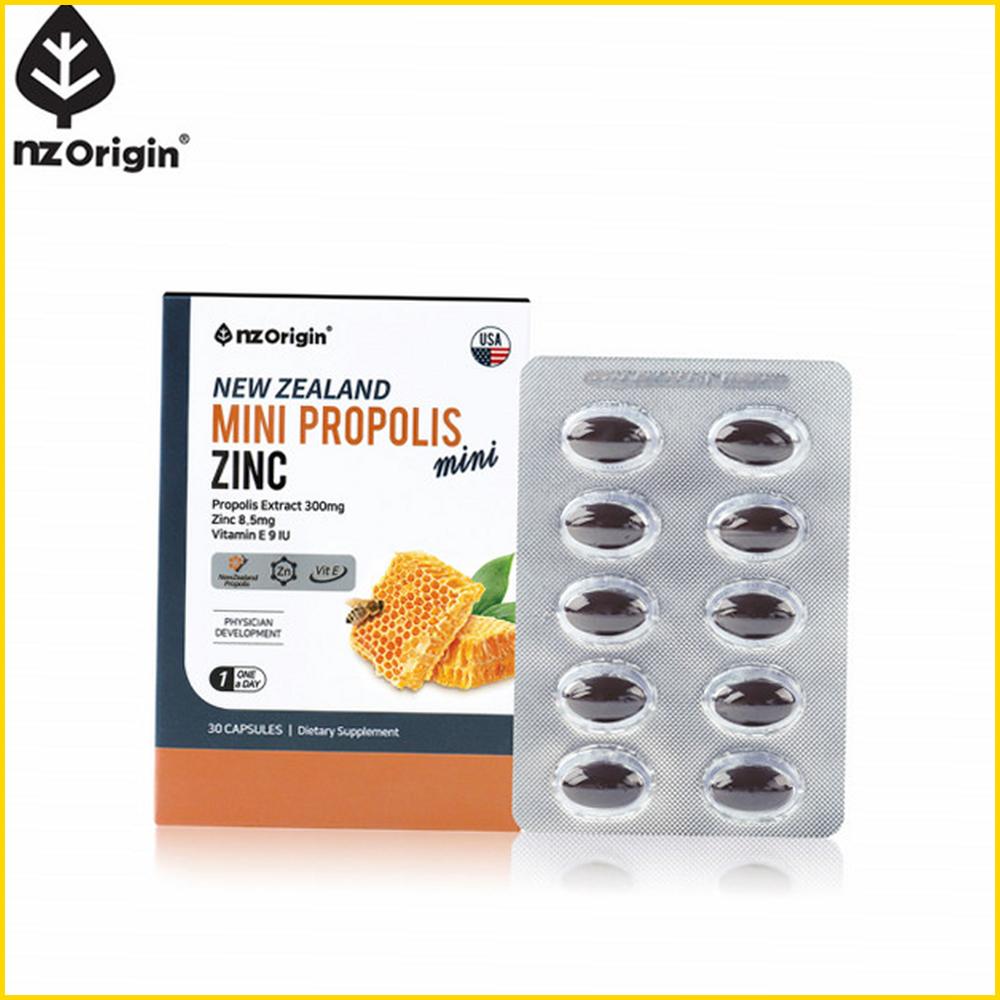 nzOrigin®
nzOrigin®
USA
NEW ZEALAND
MINI PROPOLIS
mini
ZINC
Propolis Extract 300mg
Zinc 8.5mg
Vitamin E 9 IU
NewZealand
Propolis
Zn
Vit E
PHYSICIAN
DEVELOPMENT
1 ONE
a DAY
30 CAPSULES | Dietary Supplement